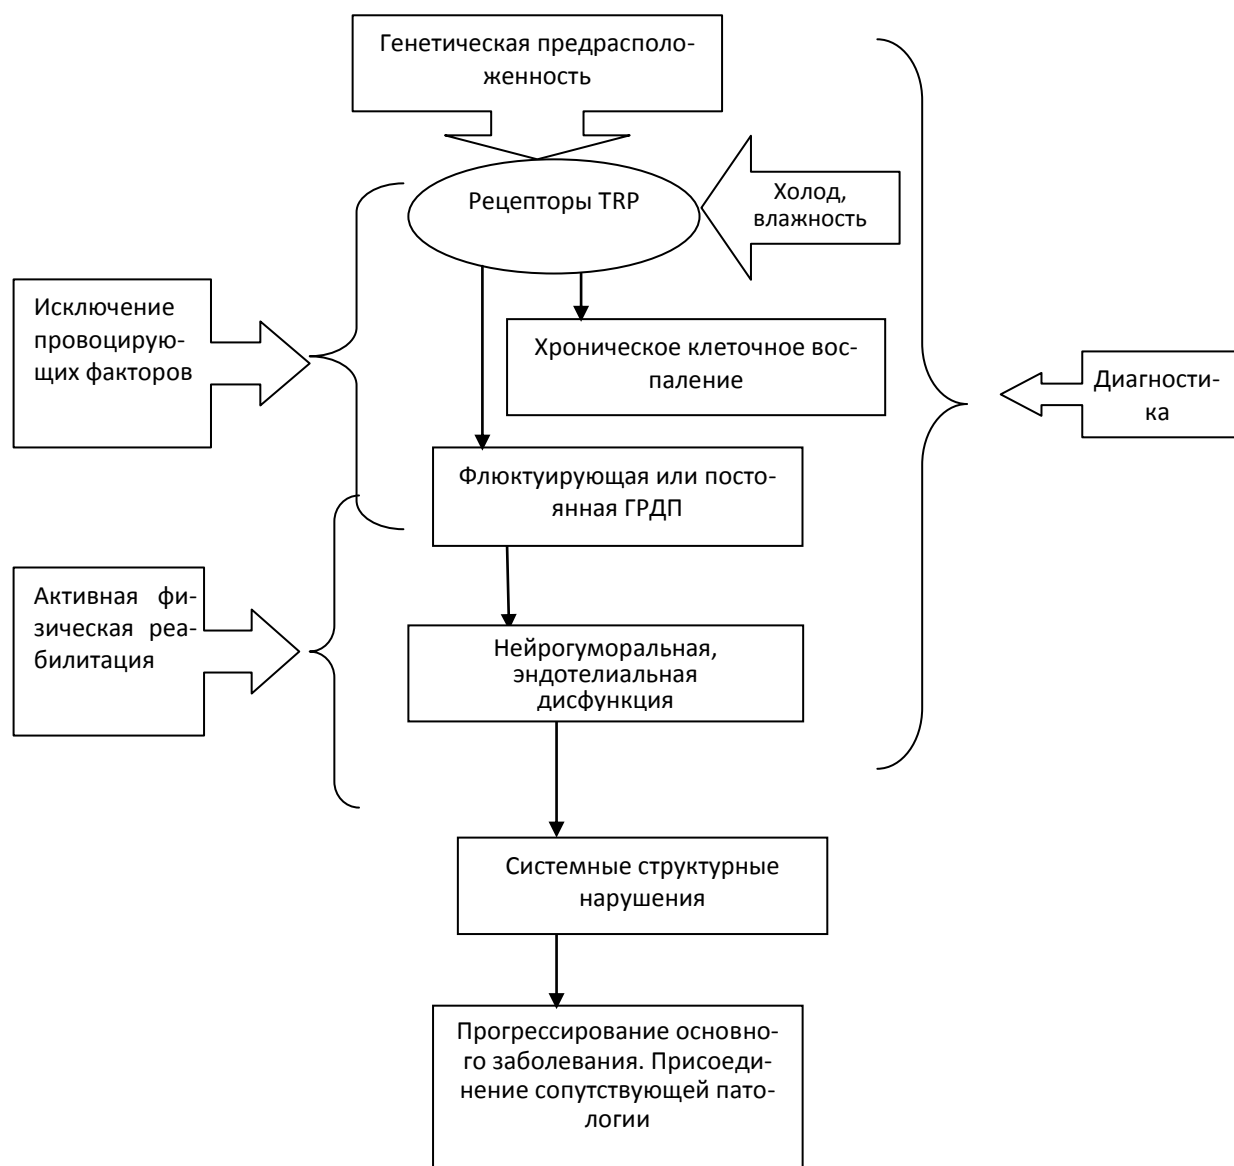 Генетическая предрасполо-
женность
Рецепторы TRP
Холод,
влажность
Исключение
провоцирую-
щих факторов
Хроническое клеточное вос-
паление
Диагности-
ка
Флюктуирующая или посто-
янная ГРДП
Активная фи-
зическая реа-
билитация
Нейрогуморальная,
эндотелиальная
дисфункция
Системные структурные
нарушения
Прогрессирование основно-
го заболевания. Присоеди-
нение сопутствующей пато-
логии